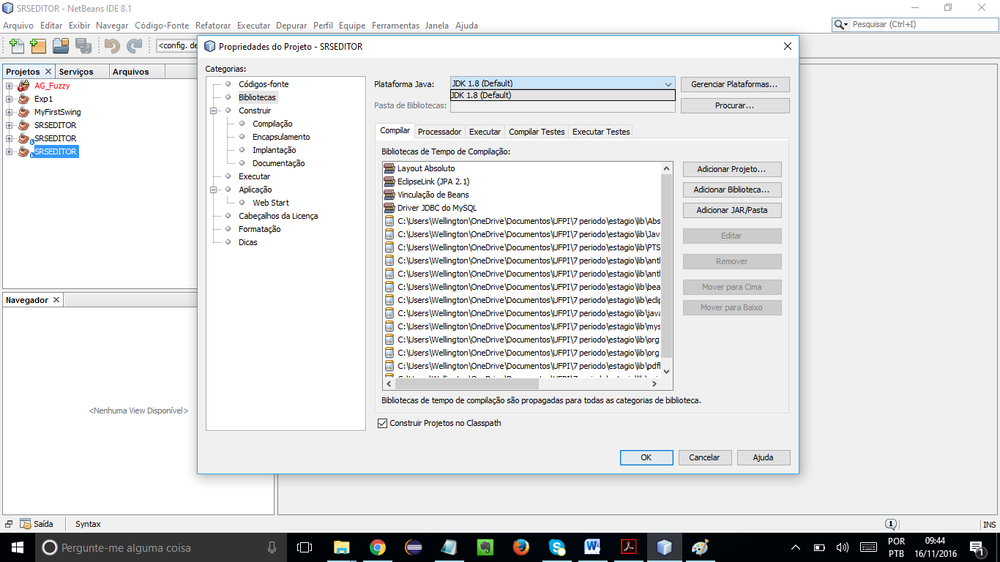 SRSEDITOR - NetBeans IDE 8.1
Arquivo Editar Exibir Navegar Código-Fonte Refatorar Executar Depurar Perfil Equipe Ferramentas Janela Ajuda
Pesquisar (Ctrl+I)
<config. de
Projetos Serviços Arquivos
AG_Fuzzy
Exp1
MyFirstSwing
SRSEDITOR
SRSEDITOR
SRSEDITOR
Navegador
<Nenhuma View Disponível>
Propriedades do Projeto - SRSEDITOR
Categorias:
Códigos-fonte
Bibliotecas
Construir
Compilação
Encapsulamento
Implantação
Documentação
Executar
Aplicação
Web Start
Cabeçalhos da Licença
Formatação
Dicas
Plataforma Java: JDK 1.8 (Default) Gerenciar Plataformas...
JDK 1.8 (Default)
Pasta de Bibliotecas: Procurar...
Compilar Processador Executar Compilar Testes Executar Testes
Bibliotecas de Tempo de Compilação:
Layout Absoluto
EclipseLink (JPA 2.1)
Vinculação de Beans
Driver JDBC do MySQL
C:\Users\Wellington\OneDrive\Documentos\UFPI\7 periodo\estagio\lib\Abs
C:\Users\Wellington\OneDrive\Documentos\UFPI\7 periodo\estagio\lib\Jav
C:\Users\Wellington\OneDrive\Documentos\UFPI\7 periodo\estagio\lib\PTS
C:\Users\Wellington\OneDrive\Documentos\UFPI\7 periodo\estagio\lib\antl
C:\Users\Wellington\OneDrive\Documentos\UFPI\7 periodo\estagio\lib\antl
C:\Users\Wellington\OneDrive\Documentos\UFPI\7 periodo\estagio\lib\bea
C:\Users\Wellington\OneDrive\Documentos\UFPI\7 periodo\estagio\lib\eclip
C:\Users\Wellington\OneDrive\Documentos\UFPI\7 periodo\estagio\lib\java
C:\Users\Wellington\OneDrive\Documentos\UFPI\7 periodo\estagio\lib\mys
C:\Users\Wellington\OneDrive\Documentos\UFPI\7 periodo\estagio\lib\org
C:\Users\Wellington\OneDrive\Documentos\UFPI\7 periodo\estagio\lib\org
C:\Users\Wellington\OneDrive\Documentos\UFPI\7 periodo\estagio\lib\pdfl
Adicionar Projeto...
Adicionar Biblioteca...
Adicionar JAR/Pasta
Editar
Remover
Mover para Cima
Mover para Baixo
Bibliotecas de tempo de compilação são propagadas para todas as categorias de biblioteca.
Construir Projetos no Classpath
OK Cancelar Ajuda
Saída Syntax 1 INS
Pergunte-me alguma coisa
POR 09:44
PTB 16/11/2016 1